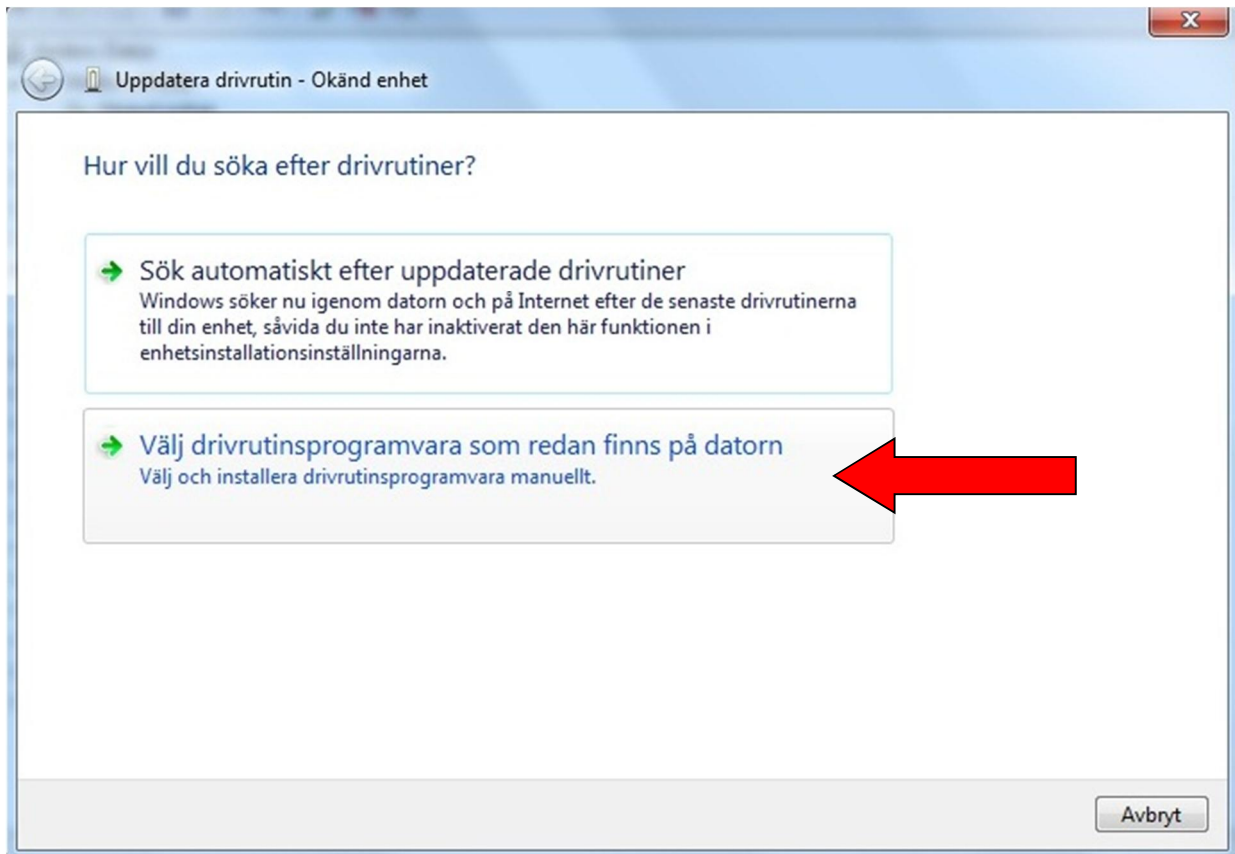 Uppdatera drivrutin - Okänd enhet
Hur vill du söka efter drivrutiner?
Sök automatiskt efter uppdaterade drivrutiner
Windows söker nu igenom datorn och på Internet efter de senaste drivrutinerna
till din enhet, såvida du inte har inaktiverat den här funktionen i
enhetsinstallationsinställningarna.
Välj drivrutinsprogramvara som redan finns på datorn
Välj och installera drivrutinsprogramvara manuellt.
Avbryt